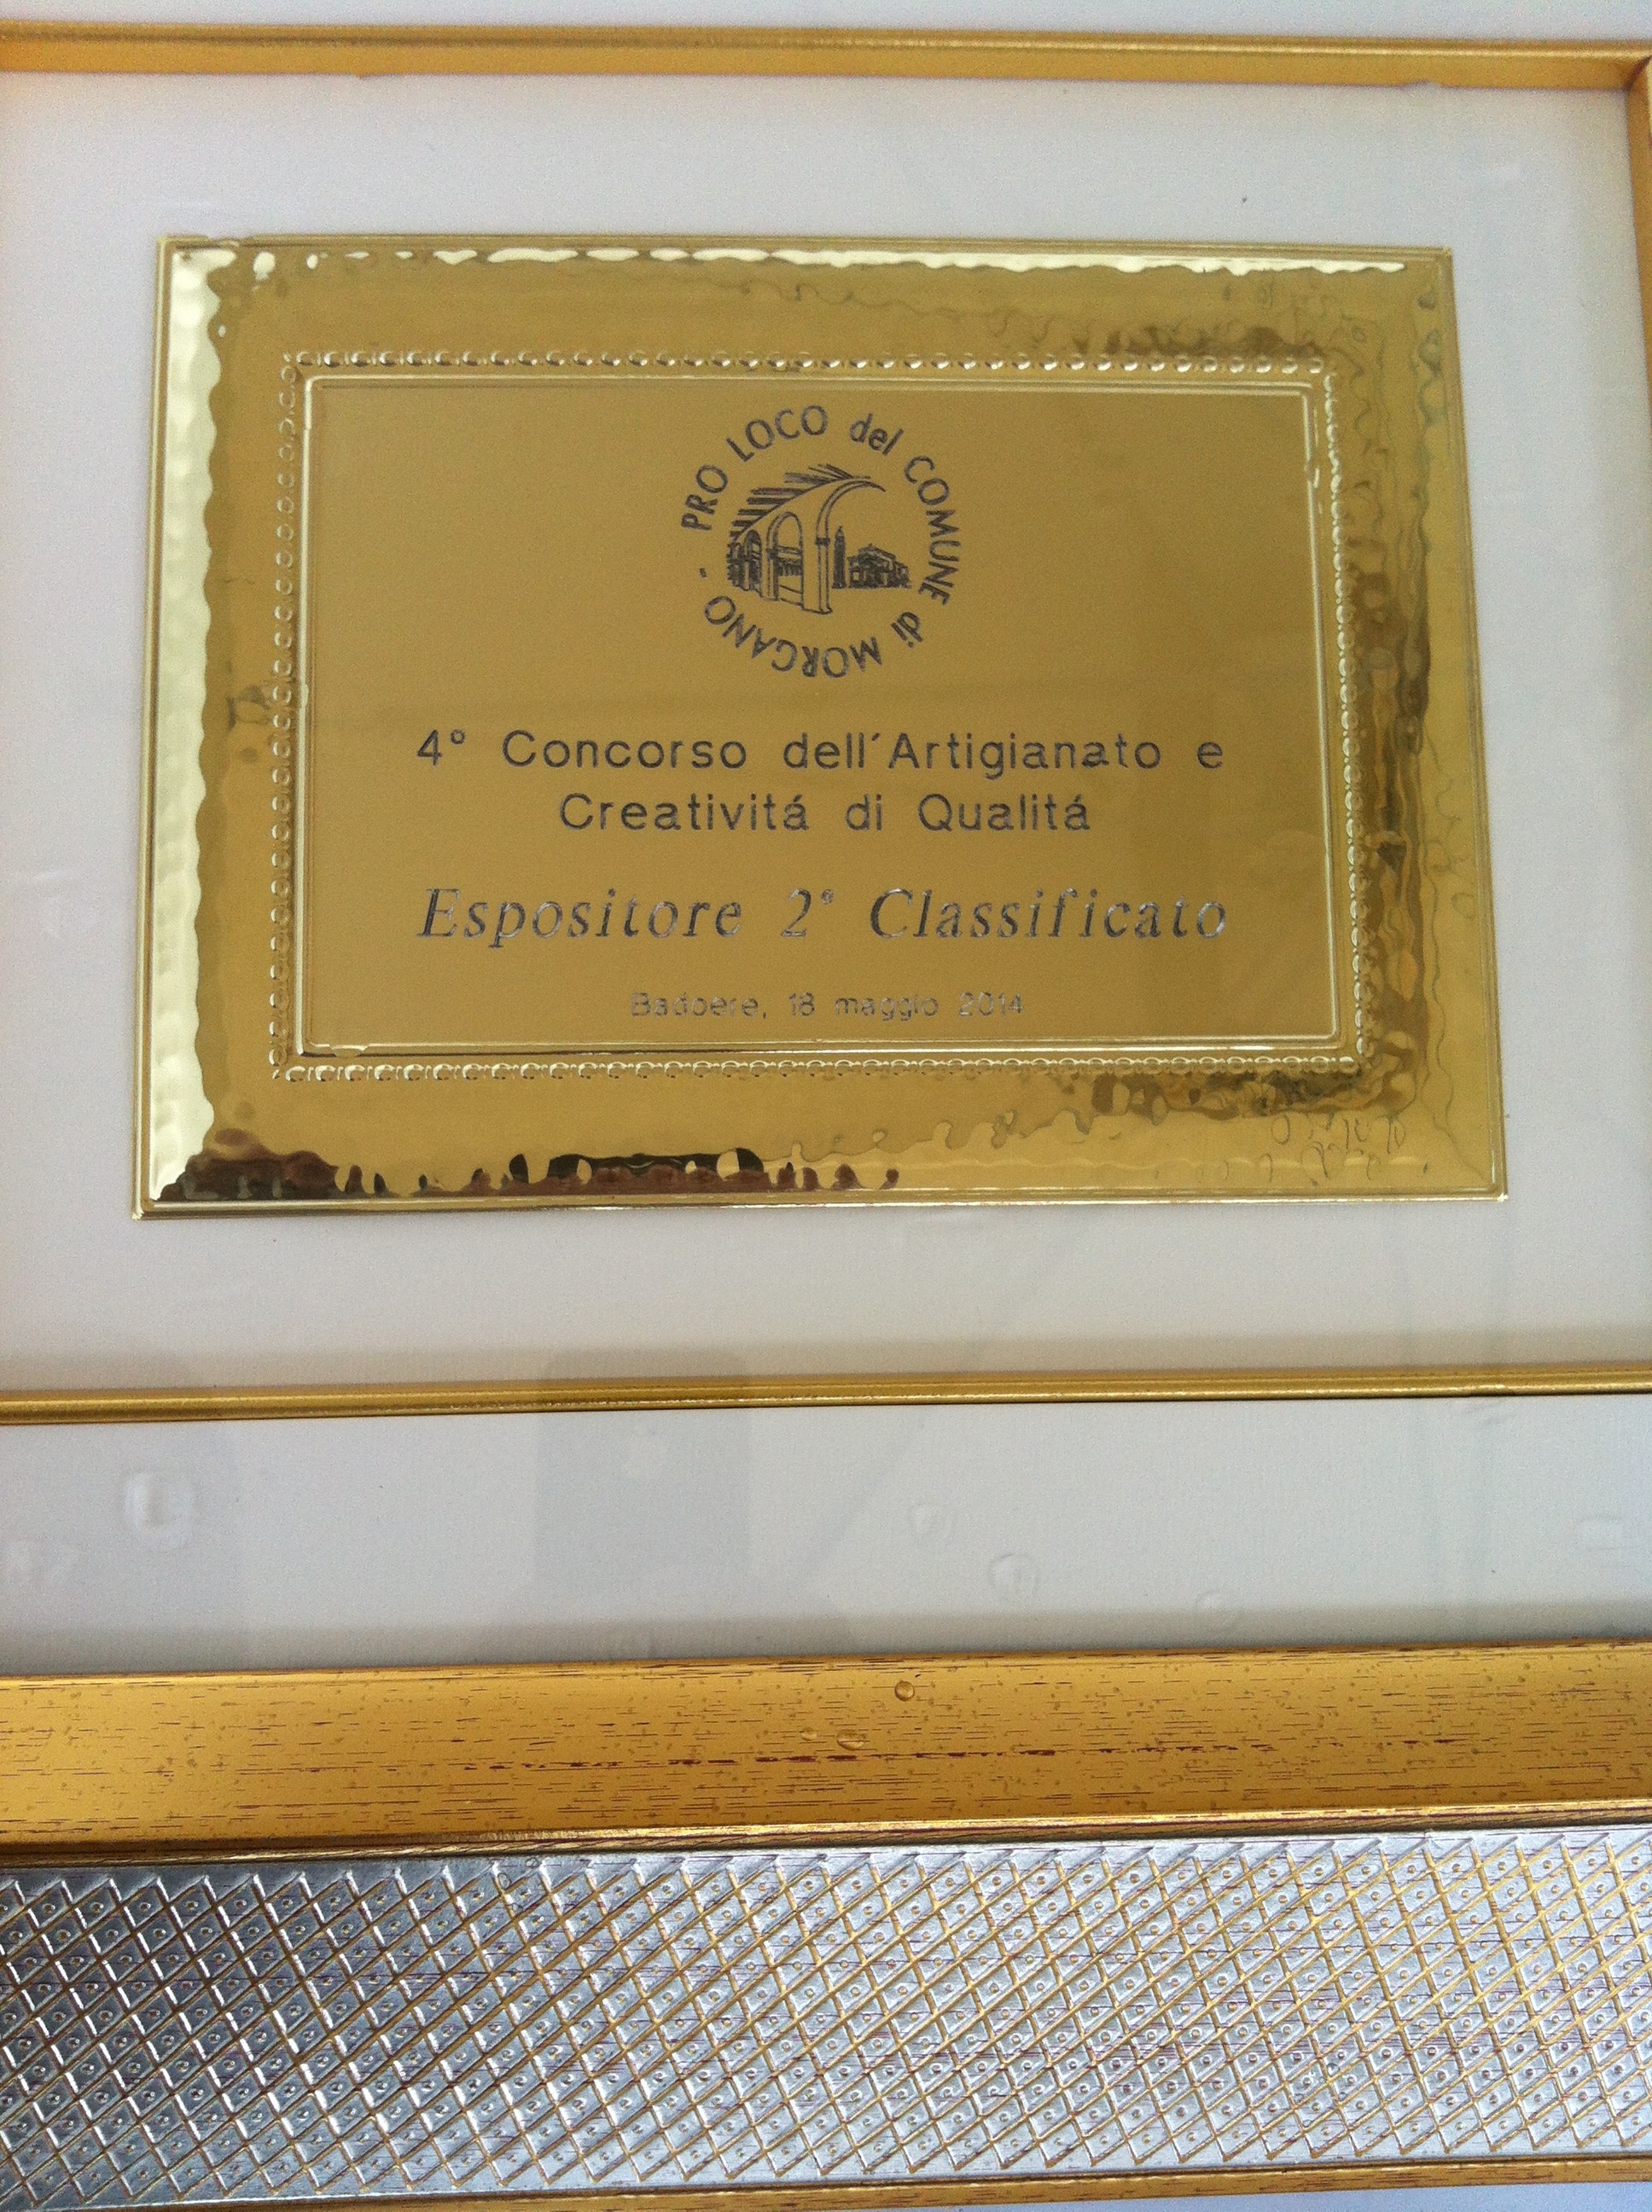 PRO LOCO del COMUNE di MORGANO -
4° Concorso dell´Artigianato e
Creativitá di Qualitá
Espositore 2° Classificato
Badoere, 18 maggio 2014